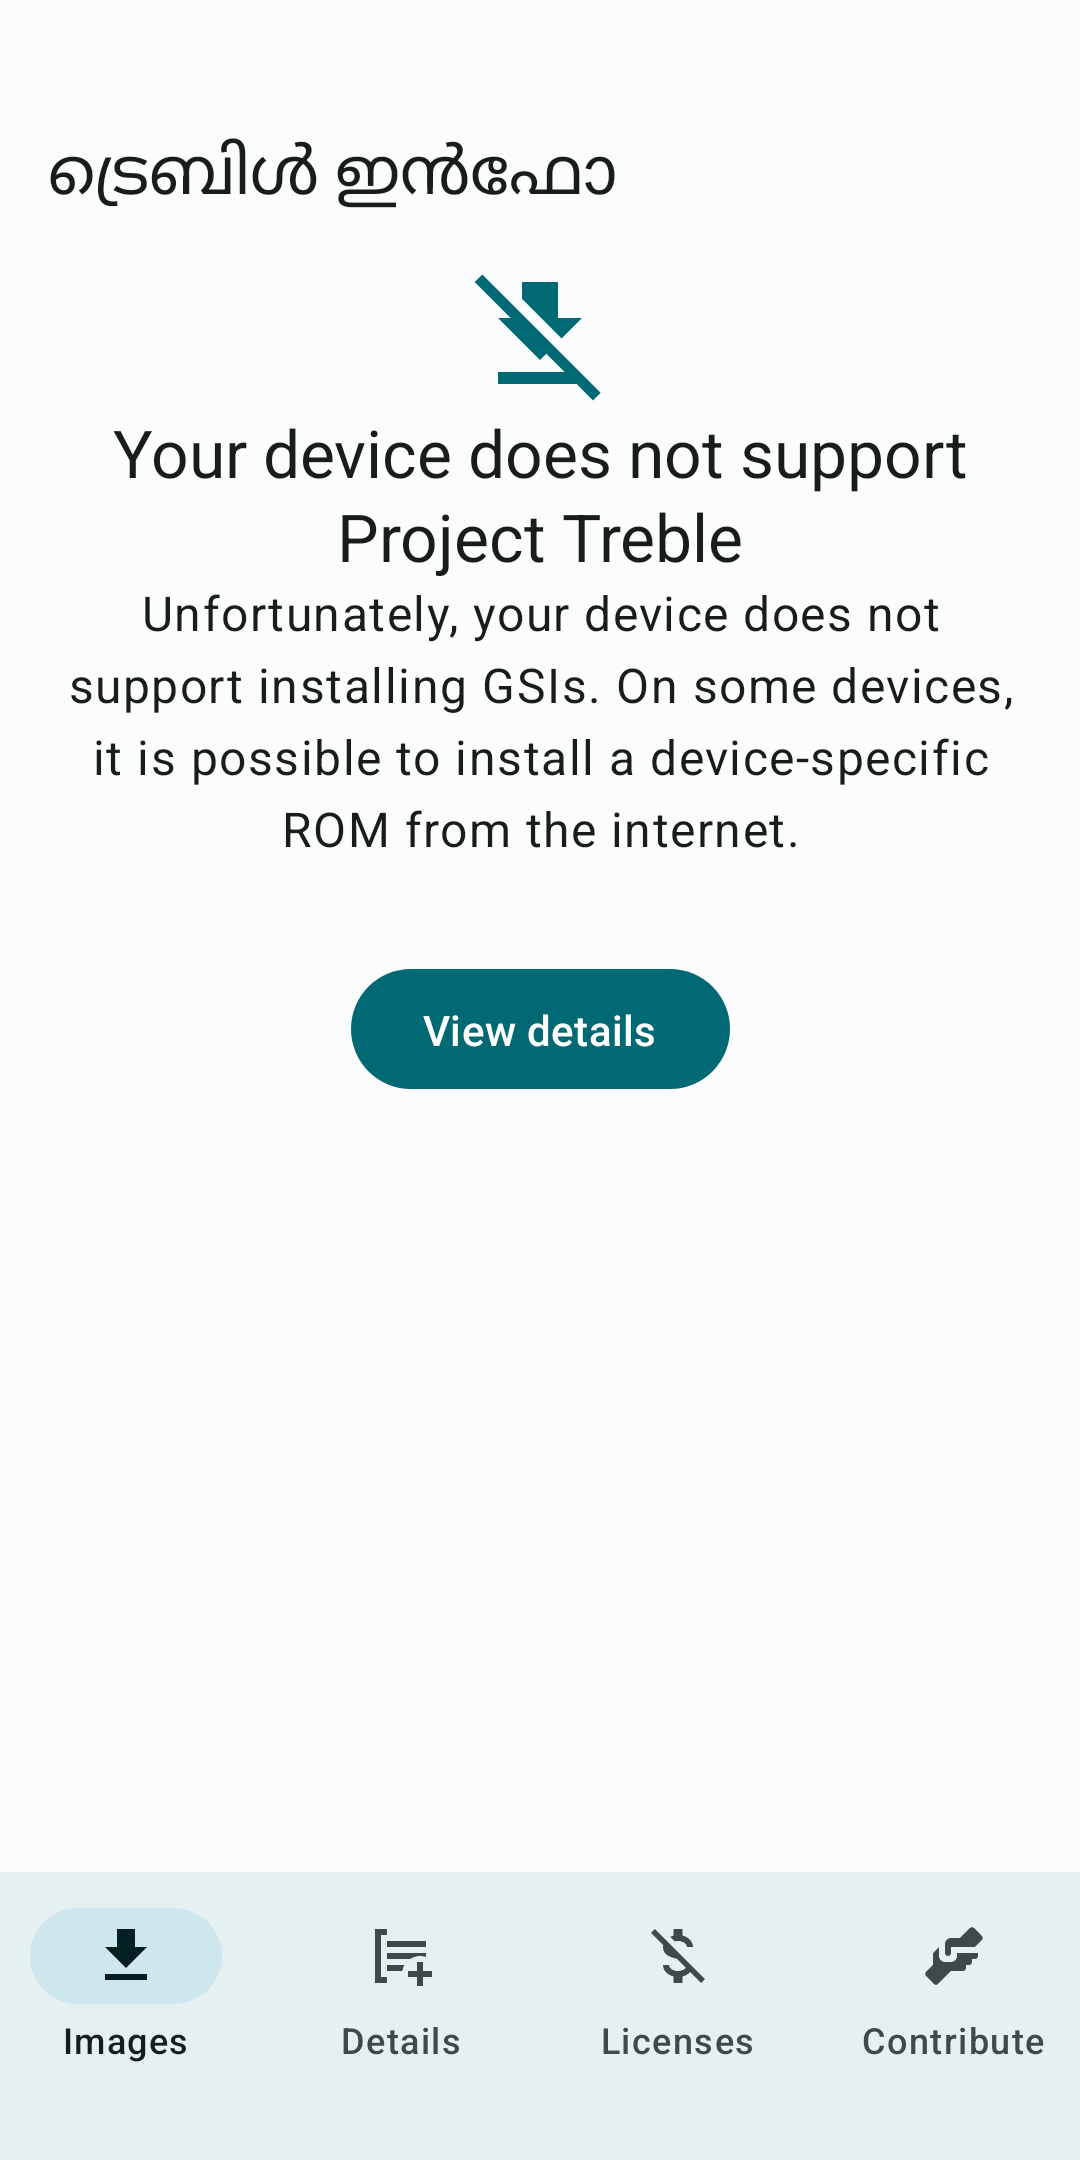 ട്രെബിൾ ഇൻഫോ
Your device does not support
Project Treble
Unfortunately, your device does not
support installing GSIs. On some devices,
it is possible to install a device-specific
ROM from the internet.
View details
Images
Details
Licenses
Contribute